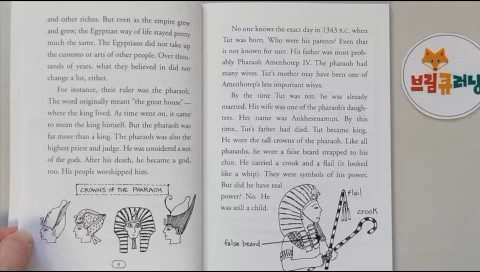 and other riches. But even as the empire grew
and grew, the Egyptian way of life stayed pretty
much the same. The Egyptians did not take up
the customs or arts of other people. Over thou-
sands of years, what they believed in did not
change a lot, either.
For instance, their ruler was the pharaoh.
The word originally meant "the great house"—
where the king lived. As time went on, it came
to mean the king himself. But the pharaoh was
far more than a king. The pharaoh was also the
highest priest and judge. He was considered a son
of the gods. After his death, he became a god,
too. His people worshipped him.
CROWNS OF THE PHARAOH
8
No one knows the exact day in 1343 B.C. when
Tut was born. Who were his parents? Even that
is not known for sure. His father was most prob-
ably Pharaoh Amenhotep IV. The pharaoh had
many wives. Tut's mother may have been one of
Amenhotep's less important wives.
By the time Tut was ten, he was already
married. His wife was one of the pharaoh's daugh-
ters. Her name was Ankhesenamun. By this
time, Tut's father had died. Tut became king.
He wore the tall crowns of the pharaoh. Like all
pharaohs, he wore a false beard strapped to his
chin. He carried a crook and a flail (it looked
like a whip). They were symbols of his power.
But did he have real
power? No. He
was still a child.
flail
crook
false beard
브림
큐러닝